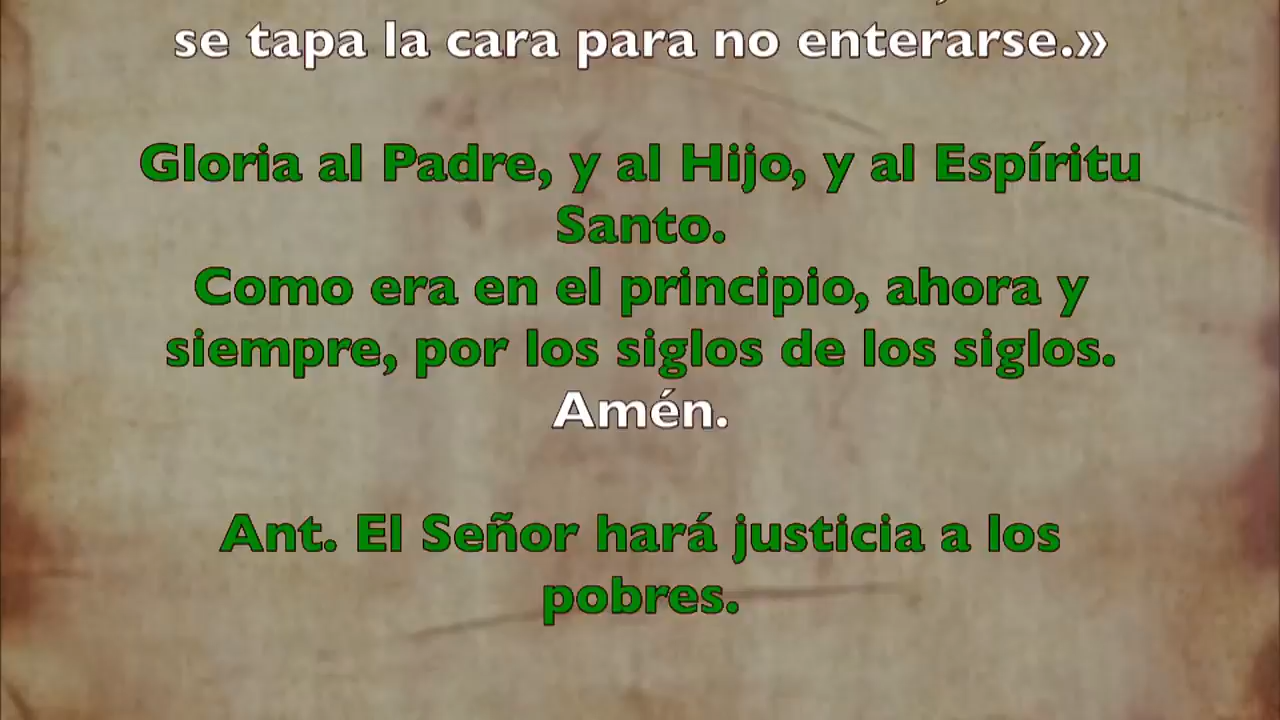 se tapa la cara para no enterarse.»
Gloria al Padre, y al Hijo, y al Espíritu
Santo.
Como era en el principio, ahora y
siempre, por los siglos de los siglos.
Amén.
Ant. El Señor hará justicia a los
pobres.